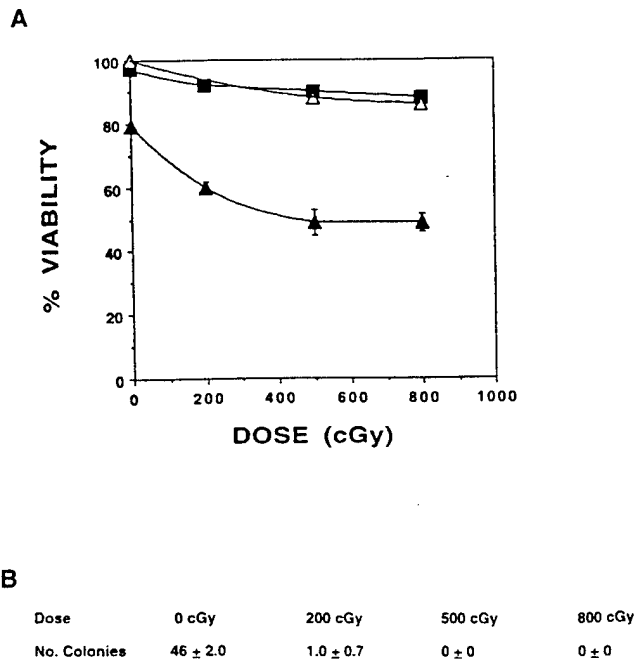 A
100
80
60
40
20
0
% VIABILITY
0 200 400 600 800 1000
DOSE (cGy)
B
Dose 0 cGy 200 cGy 500 cGy 800 cGy
No. Colonies 46 ± 2.0 1.0 ± 0.7 0 ± 0 0 ± 0